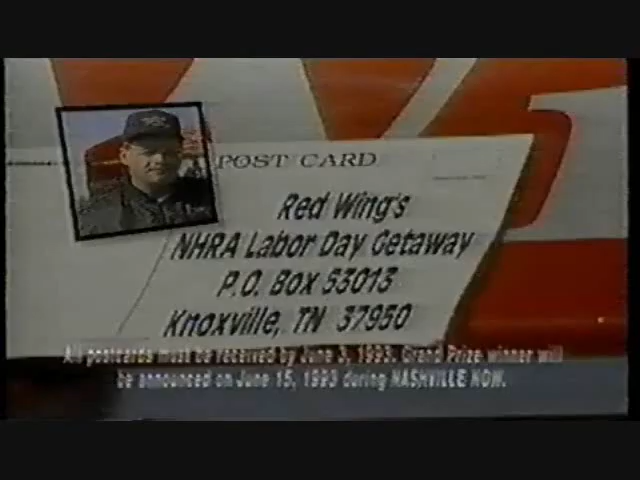 POST CARD
Red Wing's
NHRA Labor Day Getaway
P.O. Box 53013
Knoxville, TN 37950
All postcards must be received by June 3, 1993. Grand Prize winner will
be announced on June 15, 1993 during NASHVILLE NOW.